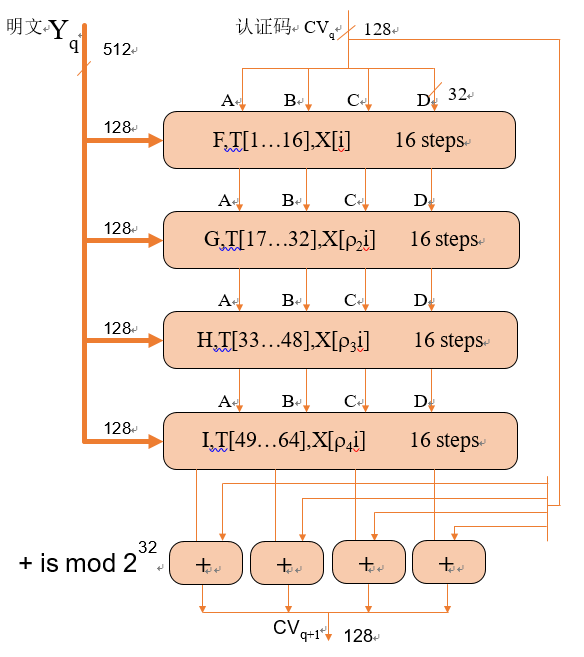 明文Yq 认证码 CVq 128
512
A B C D 32
128 F,T[1…16],X[i] 16 steps
A B C D
128 G,T[17…32],X[ρ2i] 16 steps
A B C D
128 H,T[33…48],X[ρ3i] 16 steps
A B C D
128 I,T[49…64],X[ρ4i] 16 steps
+ is mod 2^32 + + + +
CVq+1 128